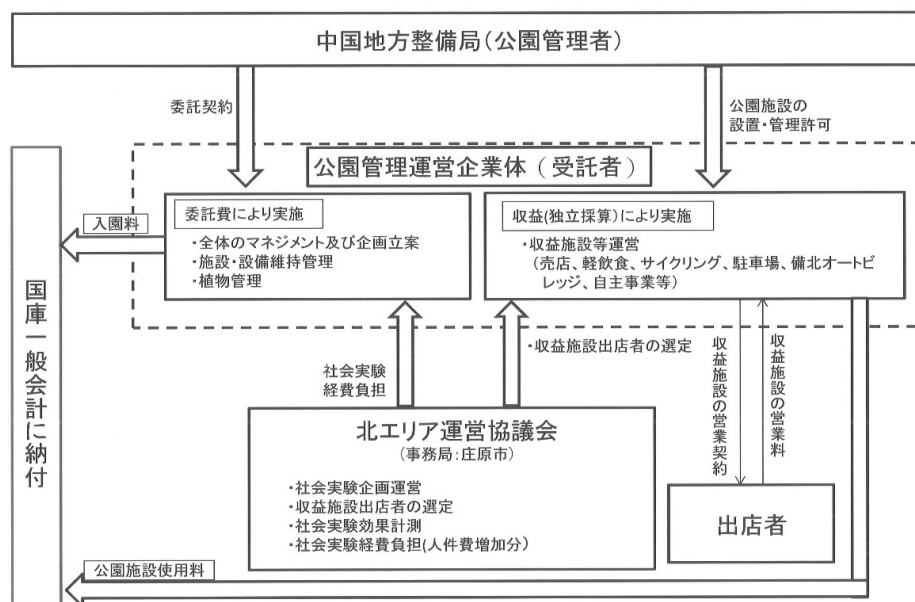 中国地方整備局(公園管理者)
委託契約
公園施設の
設置・管理許可
公園管理運営企業体(受託者)
委託費により実施
・全体のマネジメント及び企画立案
・施設・設備維持管理
・植物管理
収益(独立採算)により実施
・収益施設等運営
(売店、軽飲食、サイクリング、駐車場、備北オートビ
レッジ、自主事業等)
入園料
国庫一般会計に納付
社会実験
経費負担
・収益施設出店者の選定
収益施設の営業契約
収益施設の営業料
北エリア運営協議会
(事務局:庄原市)
・社会実験企画運営
・収益施設出店者の選定
・社会実験効果計測
・社会実験経費負担(人件費増加分)
出店者
公園施設使用料